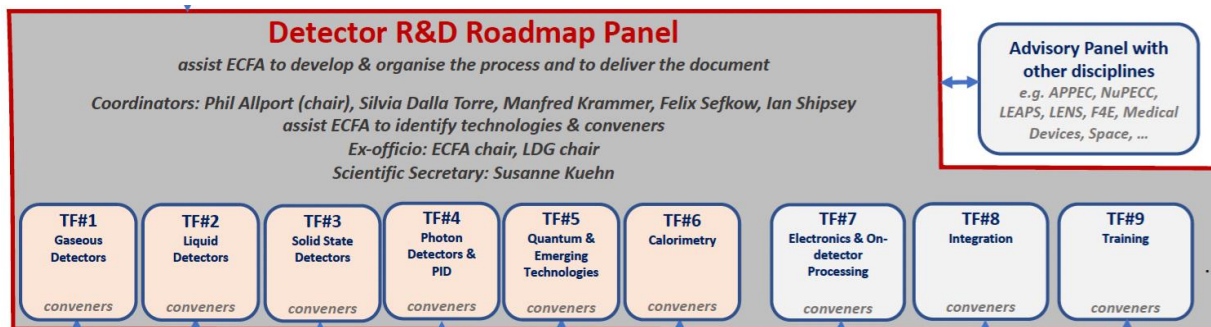 Detector R&D Roadmap Panel
assist ECFA to develop & organise the process and to deliver the document
Coordinators: Phil Allport (chair), Silvia Dalla Torre, Manfred Krammer, Felix Sefkow, Ian Shipsey
assist ECFA to identify technologies & conveners
Ex-officio: ECFA chair, LDG chair
Scientific Secretary: Susanne Kuehn
Advisory Panel with
other disciplines
e.g. APPEC, NuPECC,
LEAPS, LENS, F4E, Medical
Devices, Space, ...
TF#1
Gaseous
Detectors
conveners
TF#2
Liquid
Detectors
conveners
TF#3
Solid State
Detectors
conveners
TF#4
Photon
Detectors &
PID
conveners
TF#5
Quantum &
Emerging
Technologies
conveners
TF#6
Calorimetry
conveners
TF#7
Electronics & On-
detector
Processing
conveners
TF#8
Integration
conveners
TF#9
Training
conveners